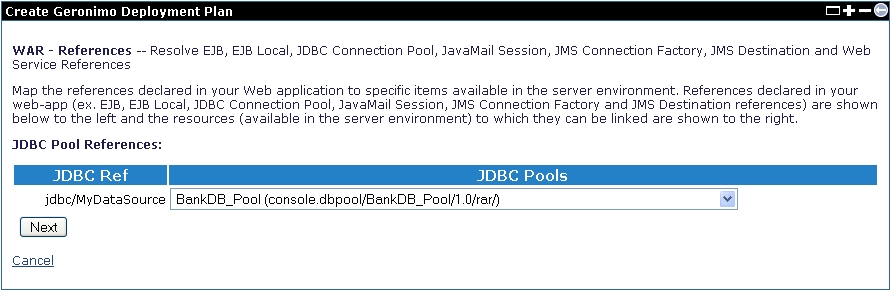 Create Geronimo Deployment Plan
WAR - References -- Resolve EJB, EJB Local, JDBC Connection Pool, JavaMail Session, JMS Connection Factory, JMS Destination and Web
Service References
Map the references declared in your Web application to specific items available in the server environment. References declared in your
web-app (ex. EJB, EJB Local, JDBC Connection Pool, JavaMail Session, JMS Connection Factory and JMS Destination references) are shown
below to the left and the resources (available in the server environment) to which they can be linked are shown to the right.
JDBC Pool References:
JDBC Ref JDBC Pools
jdbc/MyDataSource BankDB_Pool (console.dbpool/BankDB_Pool/1.0/rar/)
Next
Cancel